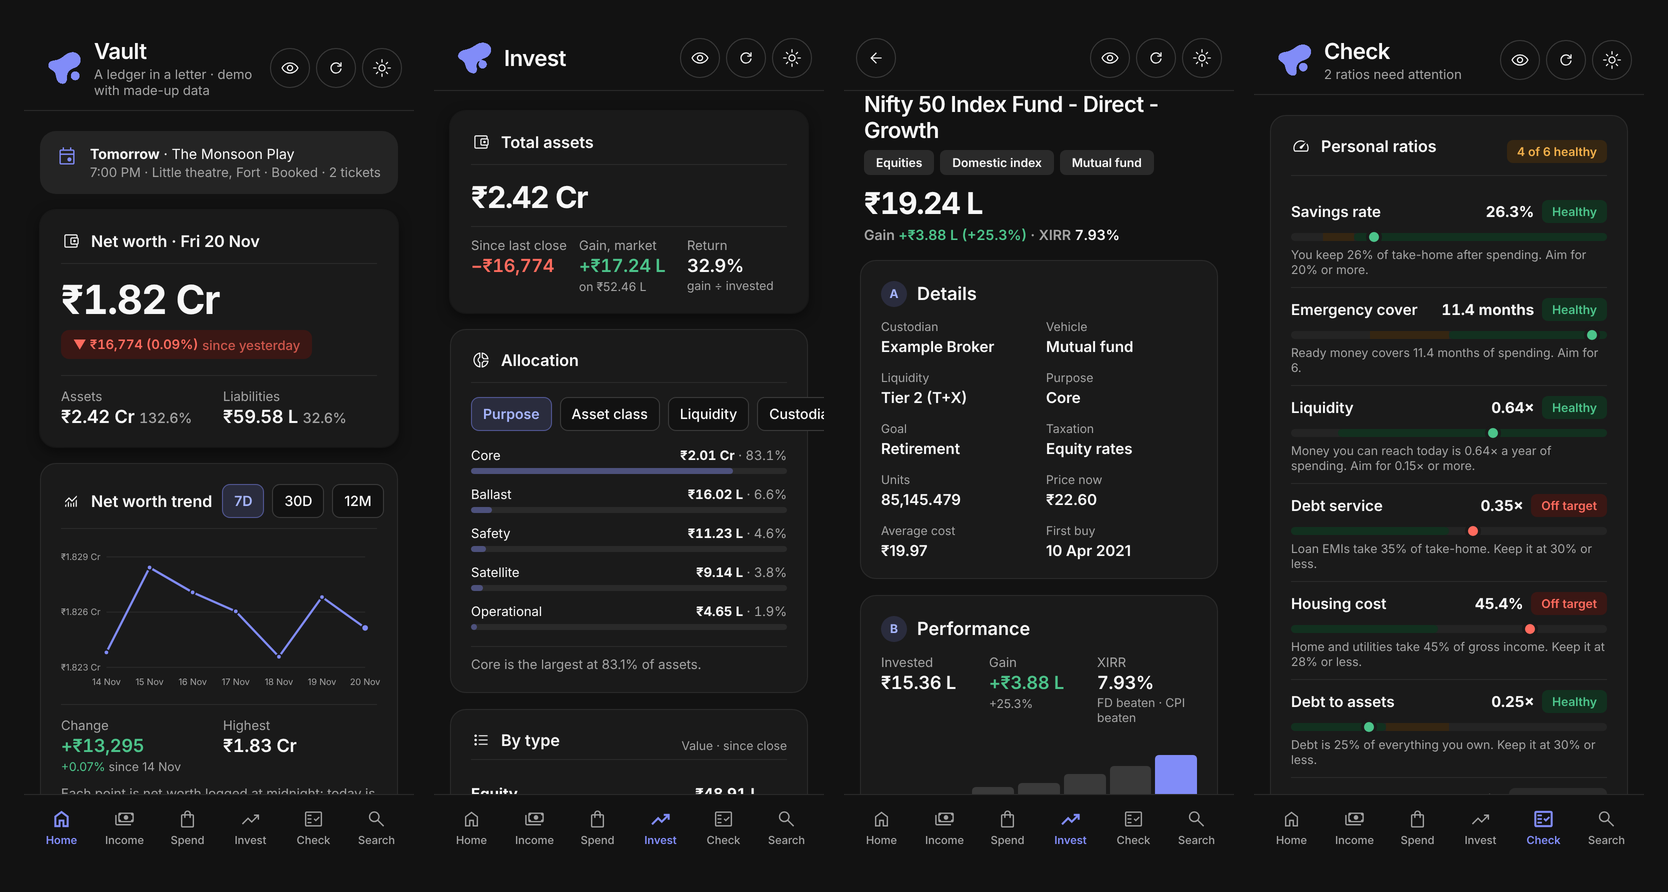 Vault
A ledger in a letter · demo
with made-up data
Tomorrow · The Monsoon Play
7:00 PM · Little theatre, Fort · Booked · 2 tickets
Net worth · Fri 20 Nov
₹1.82 Cr
▼ ₹16,774 (0.09%) since yesterday
Assets
₹2.42 Cr 132.6%
Liabilities
₹59.58 L 32.6%
Net worth trend
7D
30D
12M
₹1.829 Cr
₹1.826 Cr
₹1.823 Cr
14 Nov 15 Nov 16 Nov 17 Nov 18 Nov 19 Nov 20 Nov
Change
+₹13,295
+0.07% since 14 Nov
Highest
₹1.83 Cr
Each point is net worth logged at midnight; today is
Home
Income
Spend
Invest
Check
Search
Invest
Total assets
₹2.42 Cr
Since last close
−₹16,774
Gain, market
+₹17.24 L
on ₹52.46 L
Return
32.9%
gain ÷ invested
Allocation
Purpose
Asset class
Liquidity
Custodia
Core ₹2.01 Cr · 83.1%
Ballast ₹16.02 L · 6.6%
Safety ₹11.23 L · 4.6%
Satellite ₹9.14 L · 3.8%
Operational ₹4.65 L · 1.9%
Core is the largest at 83.1% of assets.
By type
Value · since close
Equity ₹48.91 L
Home
Income
Spend
Invest
Check
Search
Nifty 50 Index Fund - Direct -
Growth
Equities
Domestic index
Mutual fund
₹19.24 L
Gain +₹3.88 L (+25.3%) · XIRR 7.93%
A
Details
Custodian
Example Broker
Vehicle
Mutual fund
Liquidity
Tier 2 (T+X)
Purpose
Core
Goal
Retirement
Taxation
Equity rates
Units
85,145.479
Price now
₹22.60
Average cost
₹19.97
First buy
10 Apr 2021
B
Performance
Invested
₹15.36 L
Gain
+₹3.88 L
+25.3%
XIRR
7.93%
FD beaten · CPI
beaten
Home
Income
Spend
Invest
Check
Search
Check
2 ratios need attention
Personal ratios
4 of 6 healthy
Savings rate 26.3% Healthy
You keep 26% of take-home after spending. Aim for
20% or more.
Emergency cover 11.4 months Healthy
Ready money covers 11.4 months of spending. Aim for
6.
Liquidity 0.64× Healthy
Money you can reach today is 0.64× a year of
spending. Aim for 0.15× or more.
Debt service 0.35× Off target
Loan EMIs take 35% of take-home. Keep it at 30% or
less.
Housing cost 45.4% Off target
Home and utilities take 45% of gross income. Keep it at
28% or less.
Debt to assets 0.25× Healthy
Debt is 25% of everything you own. Keep it at 30% or
less.
Home
Income
Spend
Invest
Check
Search